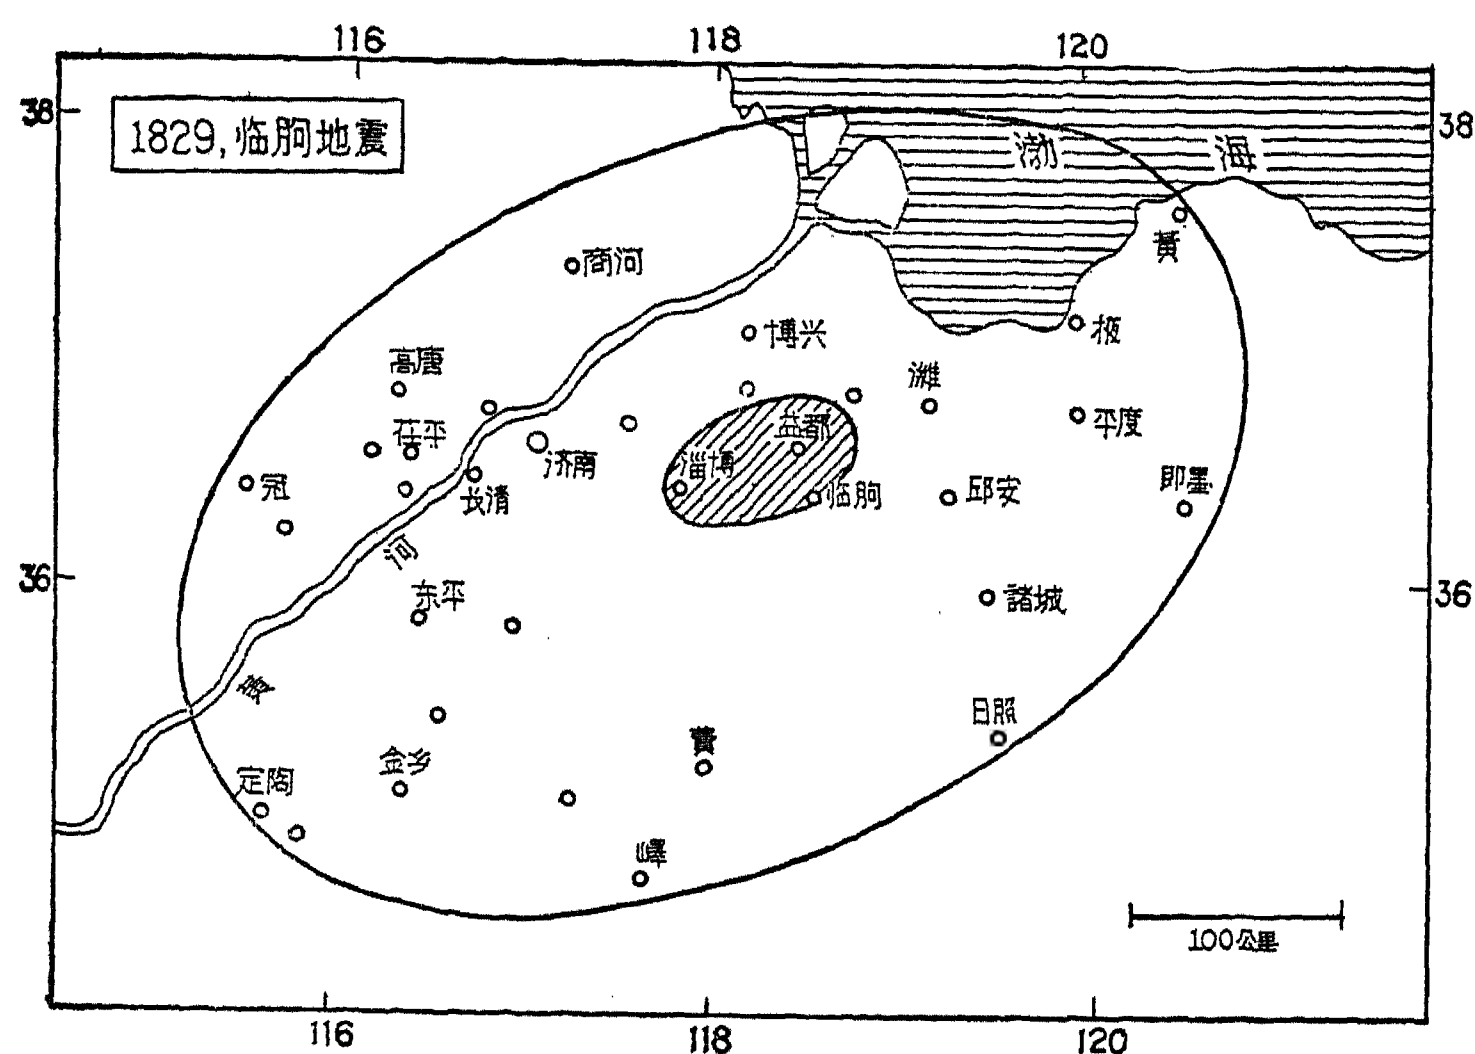 116
118
120
38
38
1829,临朐地震
渤海
黄
商河
博兴
掖
高唐
潍
茌平
益都
平度
济南
淄博
冠
长清
临朐
邱安
即墨
黄河
36
36
东平
諸城
日照
費
金乡
定陶
嶧
100公里
116
118
120